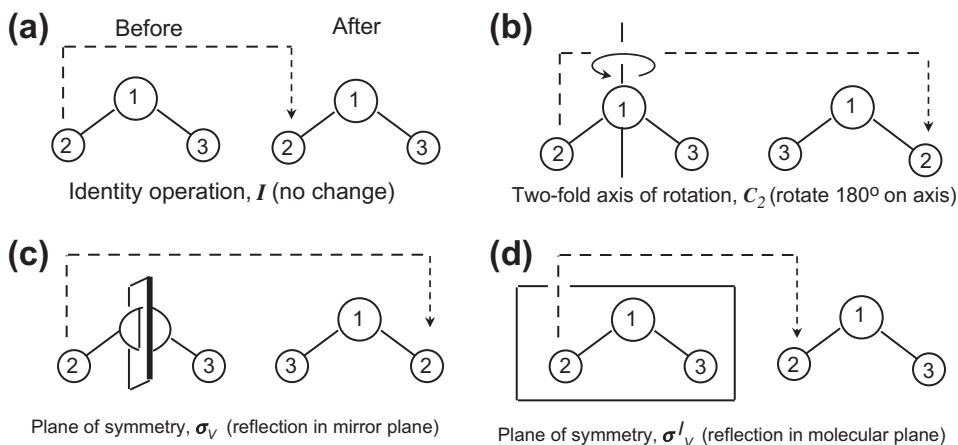 (a) Before After
1 1
2 3 2 3
Identity operation, I (no change)
(b)
1 1
2 3 3 2
Two-fold axis of rotation, C2 (rotate 180º on axis)
(c)
1
2 3 3 2
Plane of symmetry, σV (reflection in mirror plane)
(d)
1 1
2 3 2 3
Plane of symmetry, σIV (reflection in molecular plane)